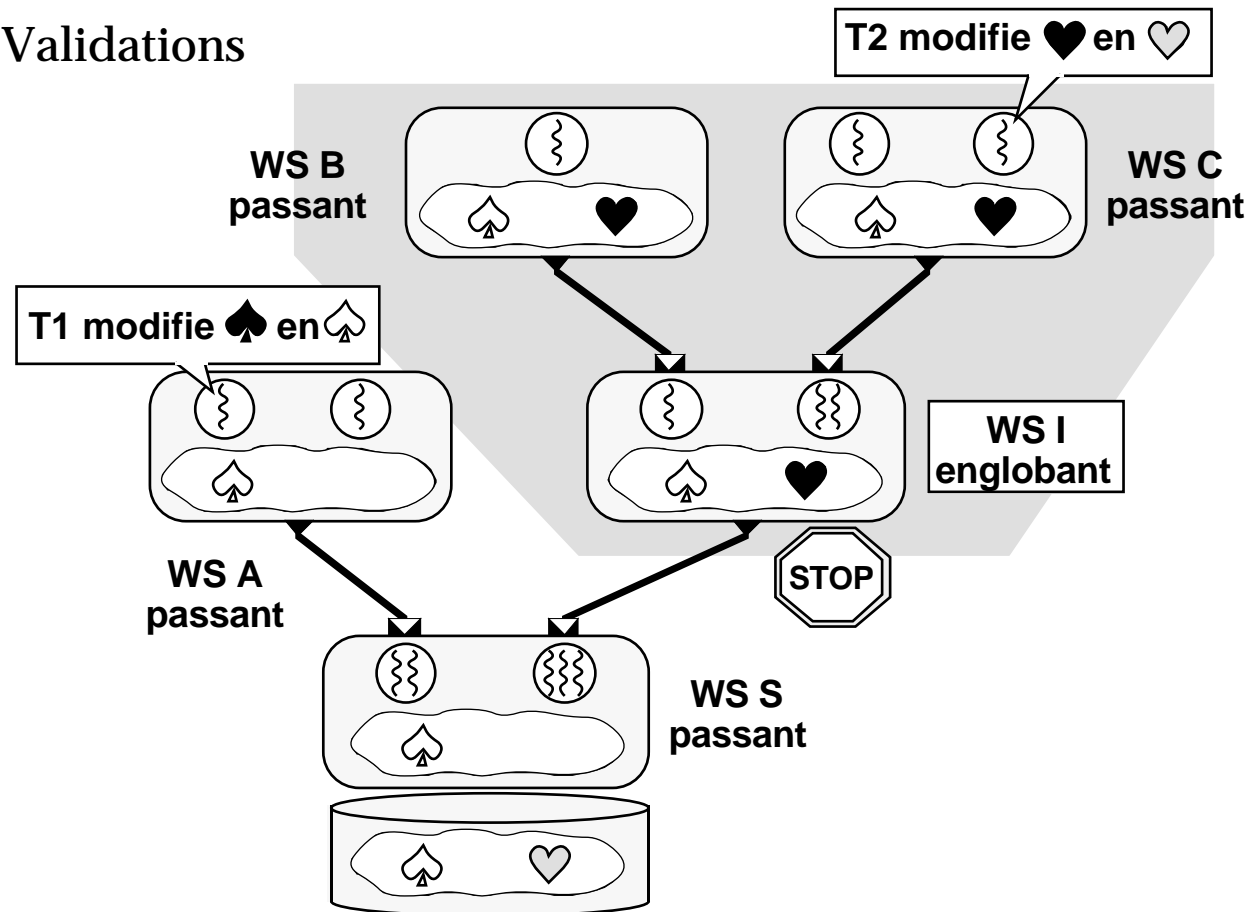 Validations
T2 modifie en
WS B
passant
WS C
passant
T1 modifie en
WS I
englobant
STOP
WS A
passant
WS S
passant